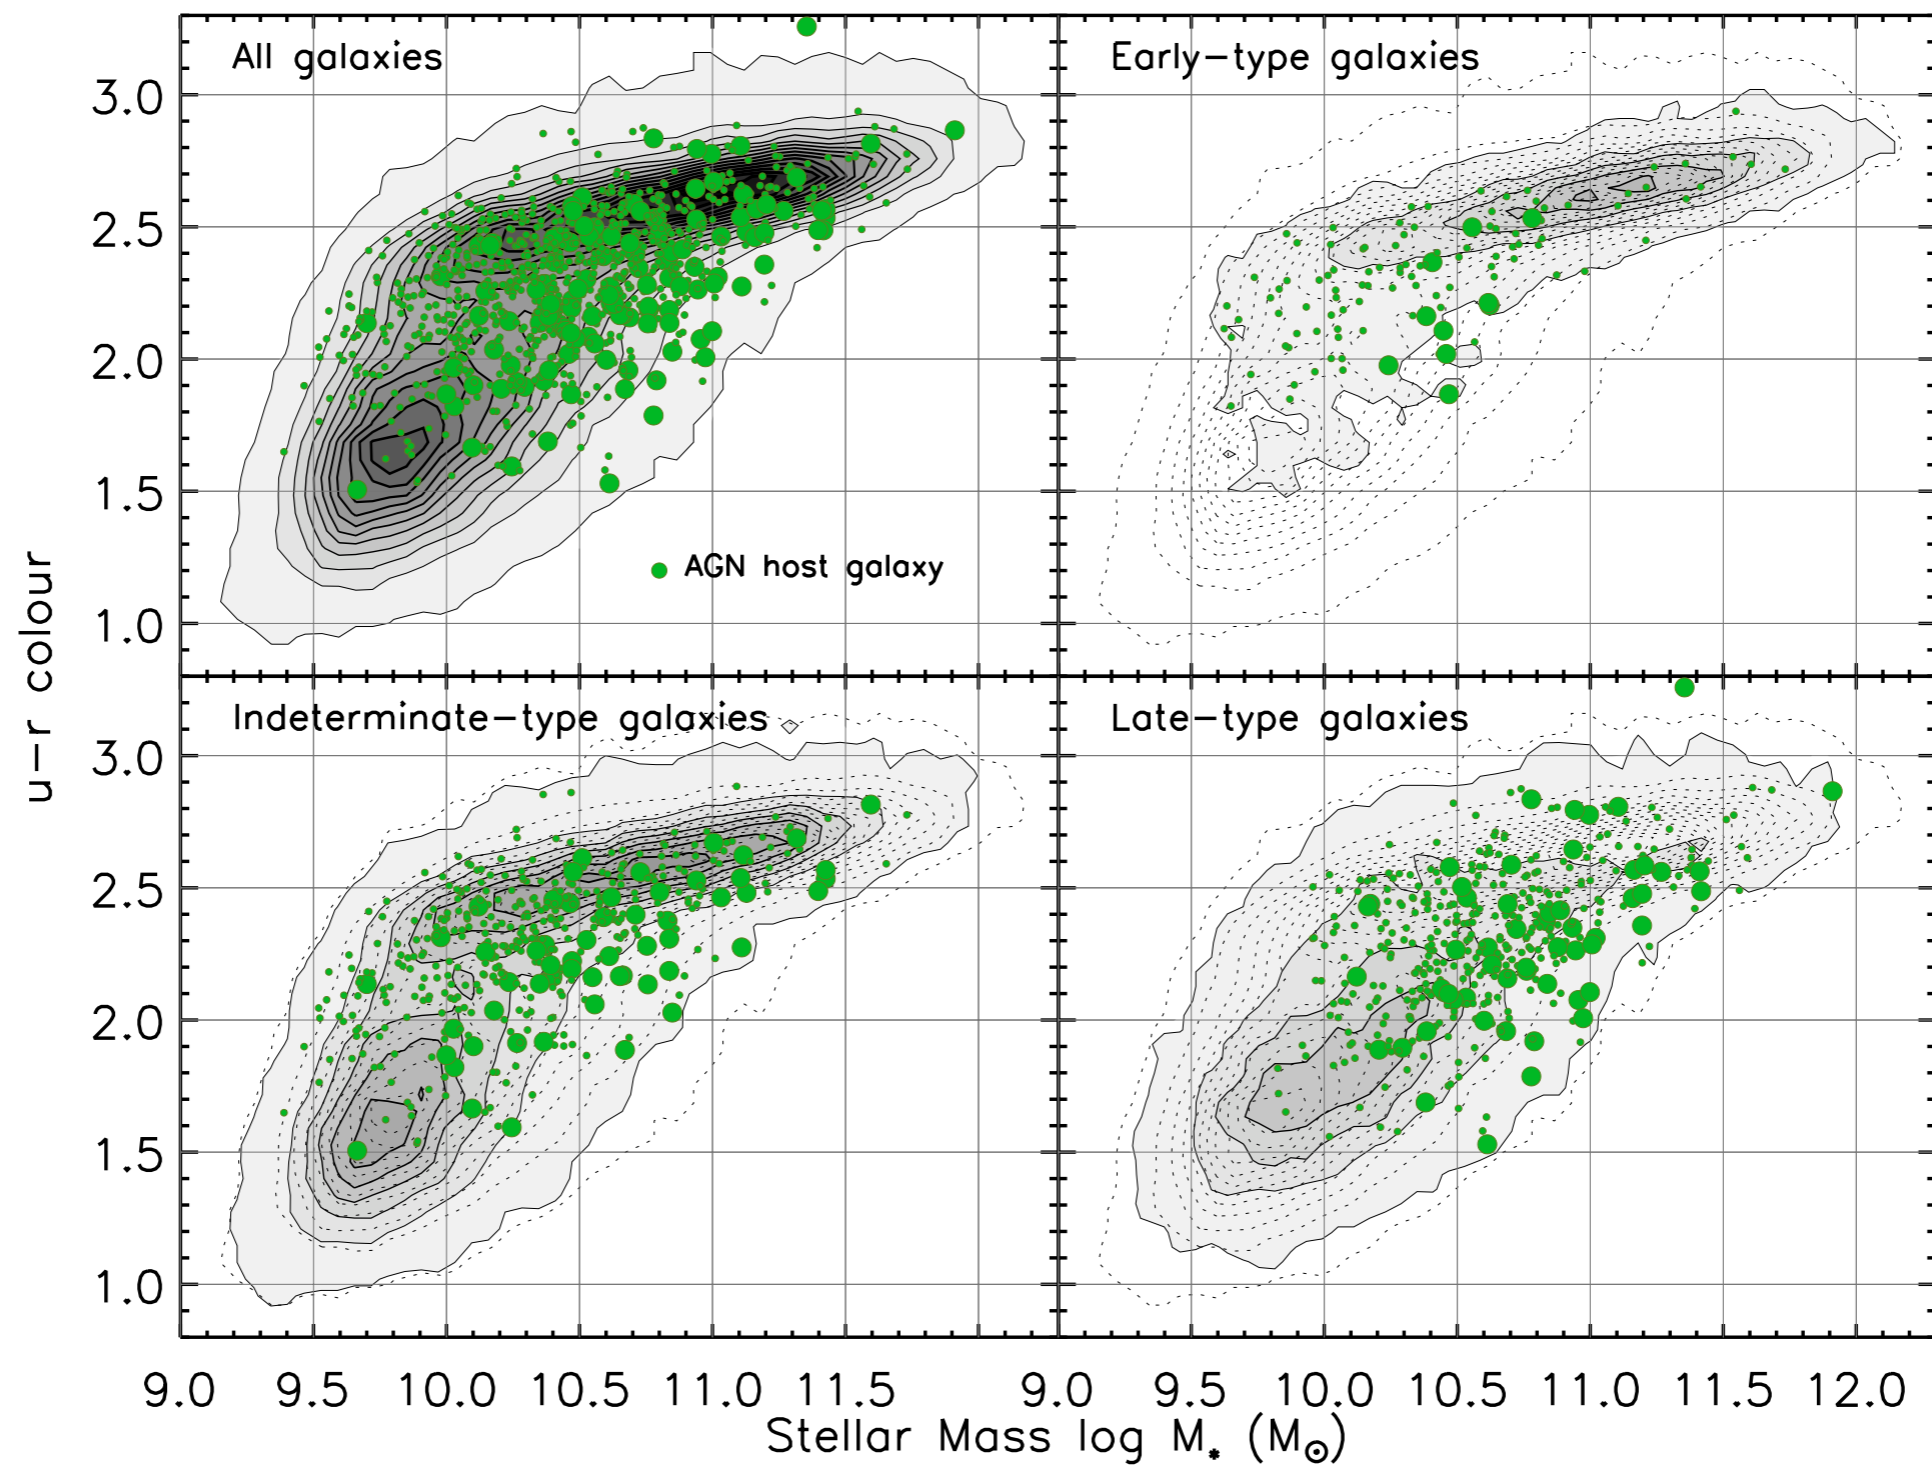 All galaxies
Early-type galaxies
3.0
2.5
2.0
1.5
1.0
AGN host galaxy
u-r colour
Indeterminate-type galaxies
Late-type galaxies
3.0
2.5
2.0
1.5
1.0
9.0 9.5 10.0 10.5 11.0 11.5 9.0 9.5 10.0 10.5 11.0 11.5 12.0
Stellar Mass log M* (M⊙)